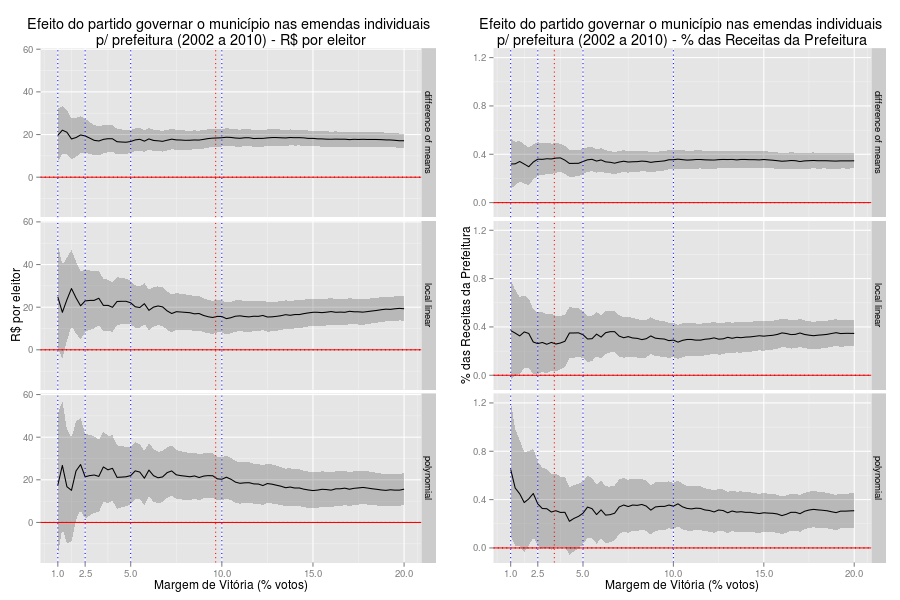 Efeito do partido governar o município nas emendas individuais
p/ prefeitura (2002 a 2010) - R$ por eleitor
60
40
20
0
difference of means
60
40
20
0
local linear
60
40
20
0
polynomial
R$ por eleitor
1.0 2.5 5.0 10.0 15.0 20.0
Margem de Vitória (% votos)
Efeito do partido governar o município nas emendas individuais
p/ prefeitura (2002 a 2010) - % das Receitas da Prefeitura
1.2
0.8
0.4
0.0
difference of means
1.2
0.8
0.4
0.0
local linear
1.2
0.8
0.4
0.0
polynomial
% das Receitas da Prefeitura
1.0 2.5 5.0 10.0 15.0 20.0
Margem de Vitória (% votos)